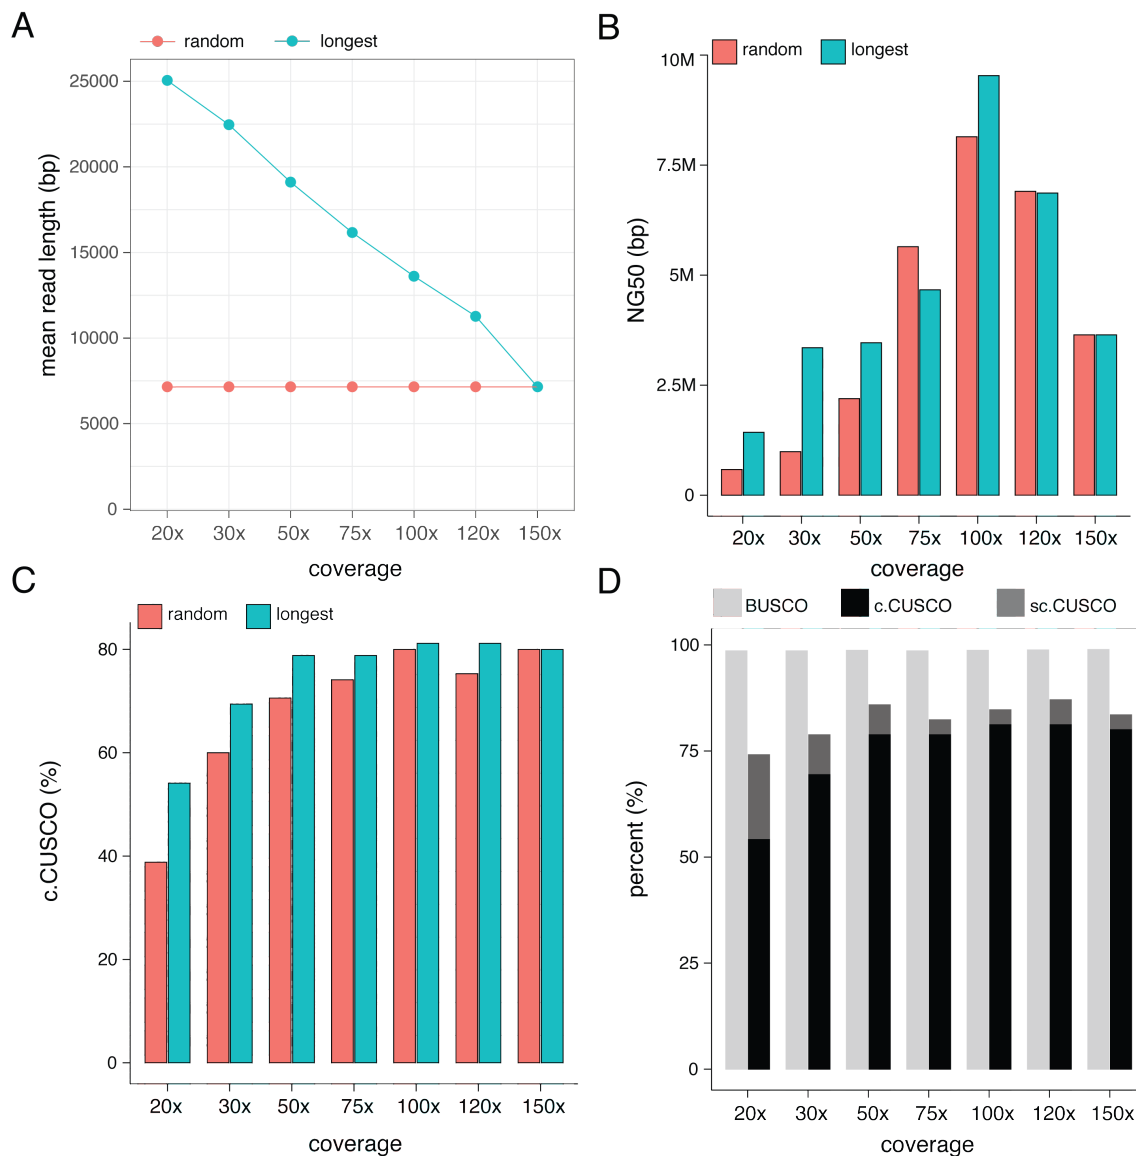 A
random longest
25000
20000
15000
10000
5000
0
mean read length (bp)
20x 30x 50x 75x 100x 120x 150x
coverage
B
random longest
10M
7.5M
5M
2.5M
0
NG50 (bp)
20x 30x 50x 75x 100x 120x 150x
coverage
C
random longest
80
60
40
20
0
c.CUSCO (%)
20x 30x 50x 75x 100x 120x 150x
coverage
D
BUSCO c.CUSCO sc.CUSCO
100
75
50
25
0
percent (%)
20x 30x 50x 75x 100x 120x 150x
coverage